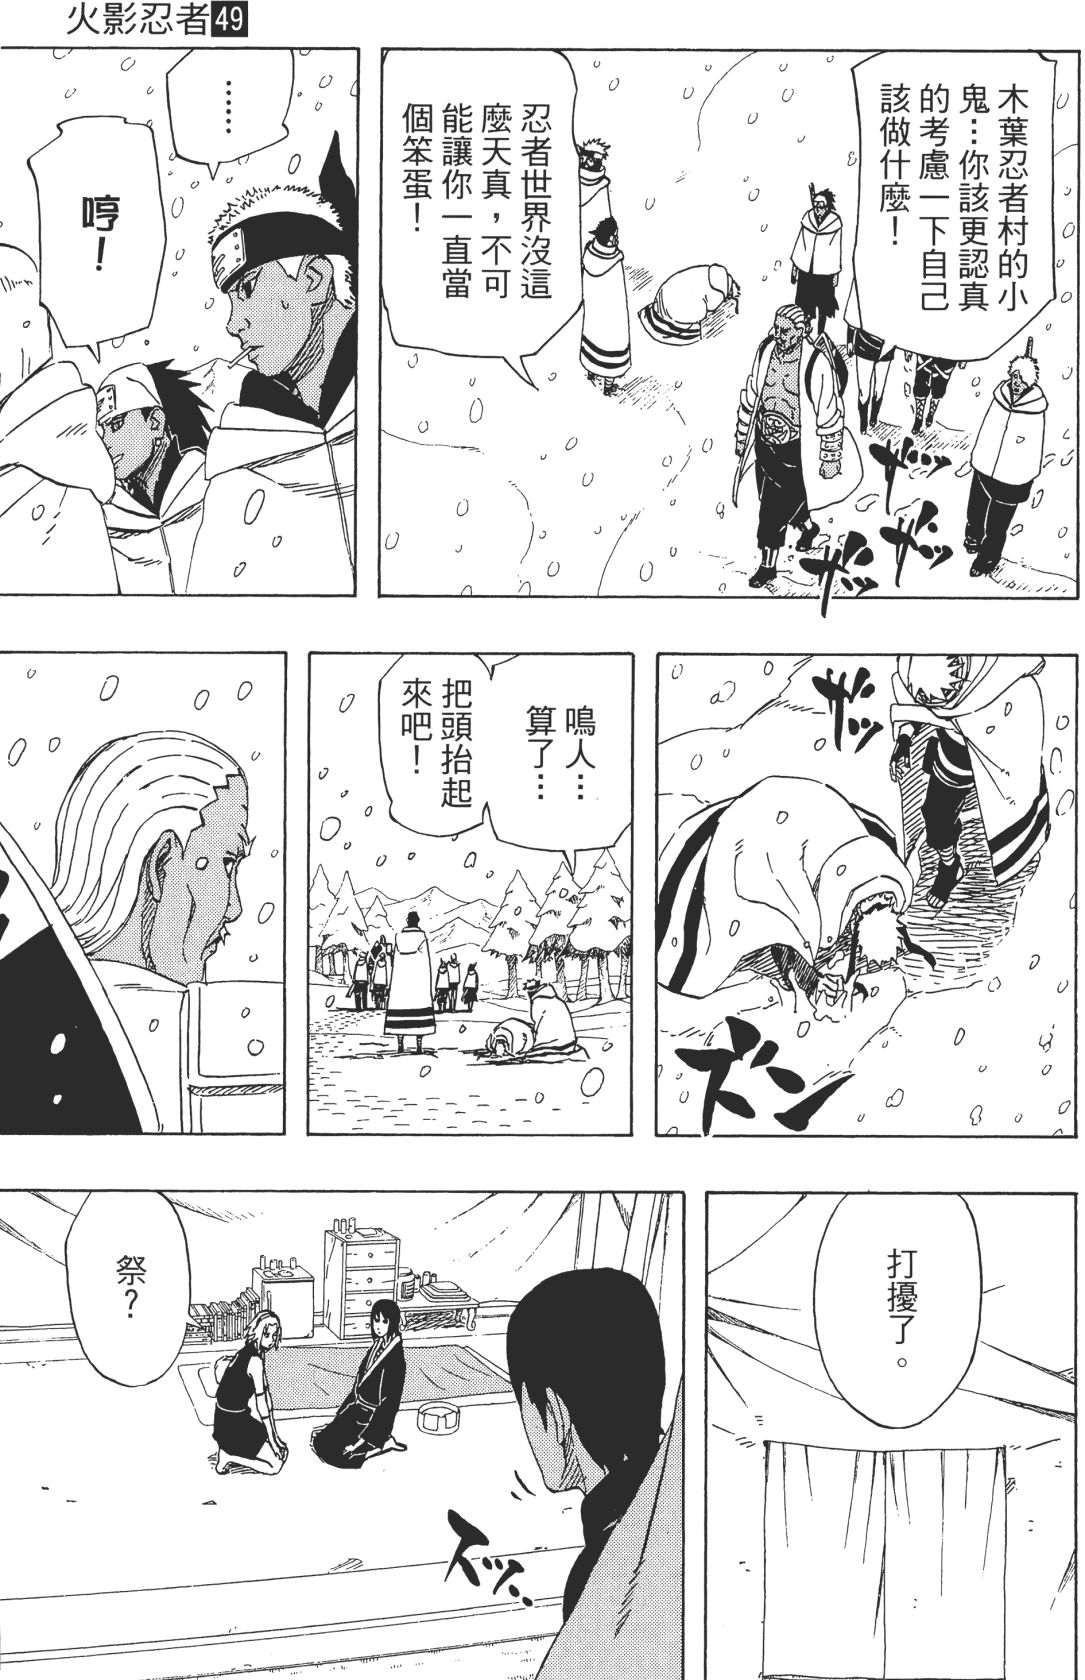 火影忍者49
木葉忍者村的小
鬼…你該更認真
的考慮一下自己
該做什麼！
忍者世界沒這
麼天真，不可
能讓你一直當
個笨蛋！
ザッ
ザッ
ザッ
……
哼！
ザッ
ズン
鳴人…
算了…
把頭抬起
來吧！
打擾了。
祭？
スッ…